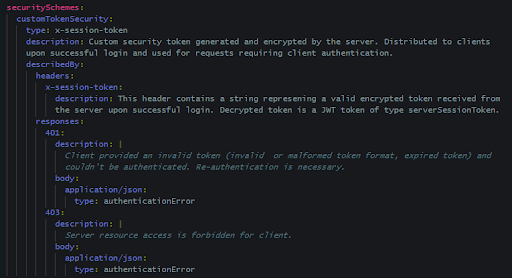 securitySchemes:
customTokenSecurity:
type: x-session-token
description: Custom security token generated and encrypted by the server. Distributed to clients
upon successful login and used for requests requiring client authentication.
describedBy:
headers:
x-session-token:
description: This header contains a string represening a valid encrypted token received from
the server upon successful login. Decrypted token is a JWT token of type serverSessionToken.
responses:
401:
description: |
Client provided an invalid token (invalid  or malformed token format, expired token) and
couldn't be authenticated. Re-authentication is necessary.
body:
application/json:
type: authenticationError
403:
description: |
Server resource access is forbidden for client.
body:
application/json:
type: authenticationError